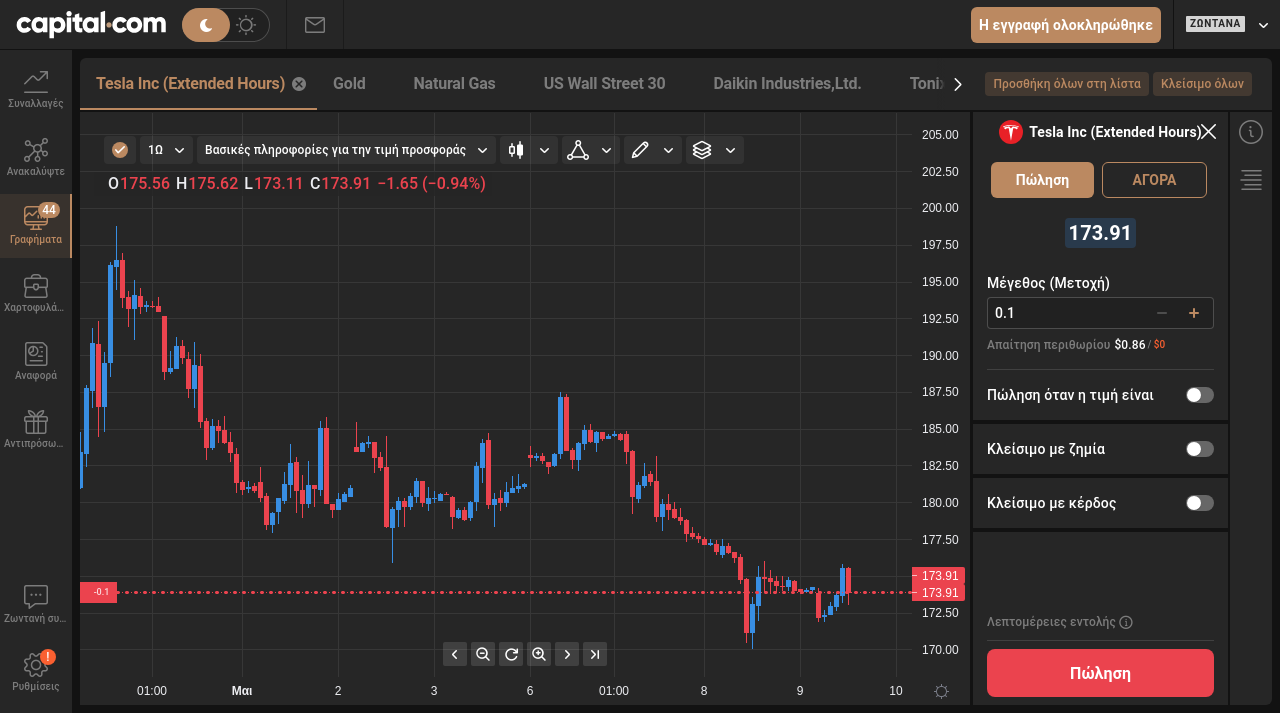 capital.com
Η εγγραφή ολοκληρώθηκε
ΖΩΝΤΑΝΑ
Συναλλαγές
Ανακαλύψτε
44
Γραφήματα
Χαρτοφυλά...
Αναφορά
Αντιπρόσω...
Ζωντανή συ...
!
Ρυθμίσεις
Tesla Inc (Extended Hours)
Gold
Natural Gas
US Wall Street 30
Daikin Industries,Ltd.
Προσθήκη όλων στη λίστα
Κλείσιμο όλων
1Ω
Βασικές πληροφορίες για την τιμή προσφοράς
O175.56 H175.62 L173.11 C173.91 −1.65 (−0.94%)
205.00
202.50
200.00
197.50
195.00
192.50
190.00
187.50
185.00
182.50
180.00
177.50
173.91
-0.1
173.91
172.50
170.00
01:00
Μαι
2
3
6
01:00
8
9
10
Tesla Inc (Extended Hours)
Πώληση
ΑΓΟΡΑ
173.91
Μέγεθος (Μετοχή)
0.1
Απαίτηση περιθωρίου $0.86 / $0
Πώληση όταν η τιμή είναι
Κλείσιμο με ζημία
Κλείσιμο με κέρδος
Λεπτομέρειες εντολής
Πώληση